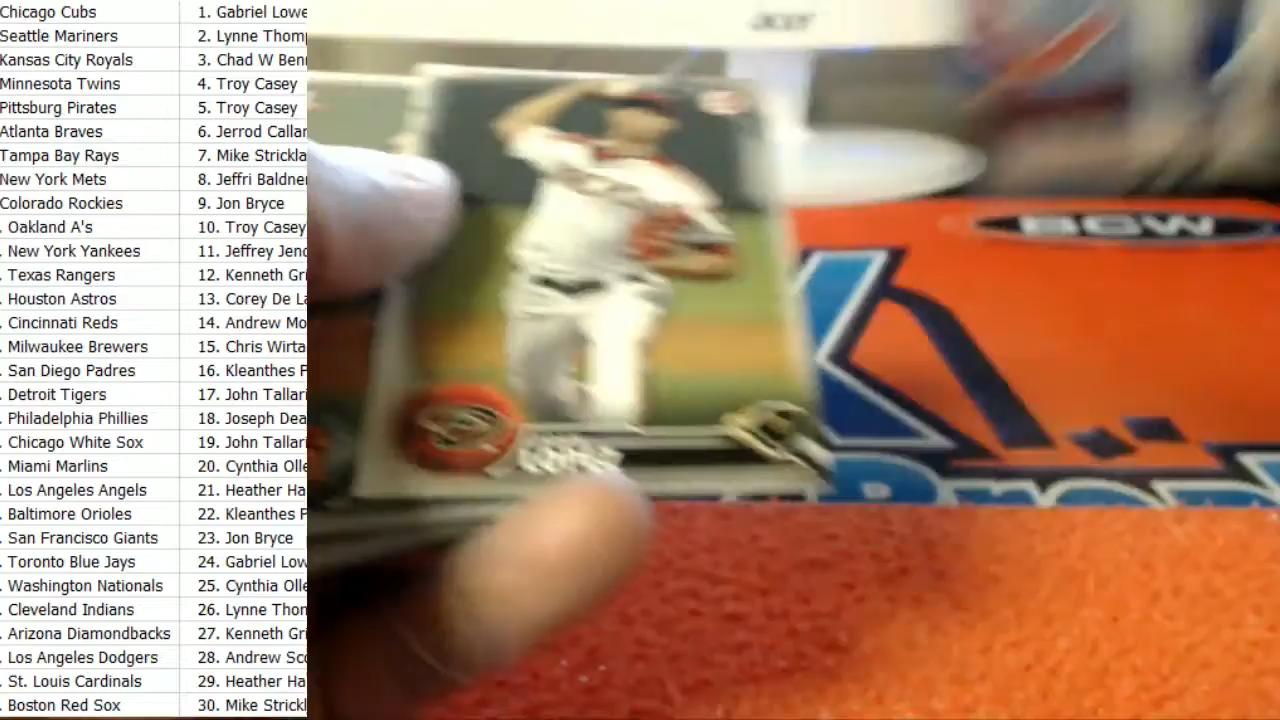 Chicago Cubs 1. Gabriel Lowe
Seattle Mariners 2. Lynne Thomp
Kansas City Royals 3. Chad W Ben
Minnesota Twins 4. Troy Casey
Pittsburg Pirates 5. Troy Casey
Atlanta Braves 6. Jerrod Callar
Tampa Bay Rays 7. Mike Strickla
New York Mets 8. Jeffri Baldne
Colorado Rockies 9. Jon Bryce
. Oakland A's 10. Troy Casey
. New York Yankees 11. Jeffrey Jend
. Texas Rangers 12. Kenneth Gri
. Houston Astros 13. Corey De La
. Cincinnati Reds 14. Andrew Mo
. Milwaukee Brewers 15. Chris Wirta
. San Diego Padres 16. Kleanthes P
. Detroit Tigers 17. John Tallari
. Philadelphia Phillies 18. Joseph Dea
. Chicago White Sox 19. John Tallari
. Miami Marlins 20. Cynthia Olle
. Los Angeles Angels 21. Heather Ha
. Baltimore Orioles 22. Kleanthes P
. San Francisco Giants 23. Jon Bryce
. Toronto Blue Jays 24. Gabriel Low
. Washington Nationals 25. Cynthia Olle
. Cleveland Indians 26. Lynne Thon
. Arizona Diamondbacks 27. Kenneth Gri
. Los Angeles Dodgers 28. Andrew Sco
. St. Louis Cardinals 29. Heather Ha
. Boston Red Sox 30. Mike Strickl
BCW